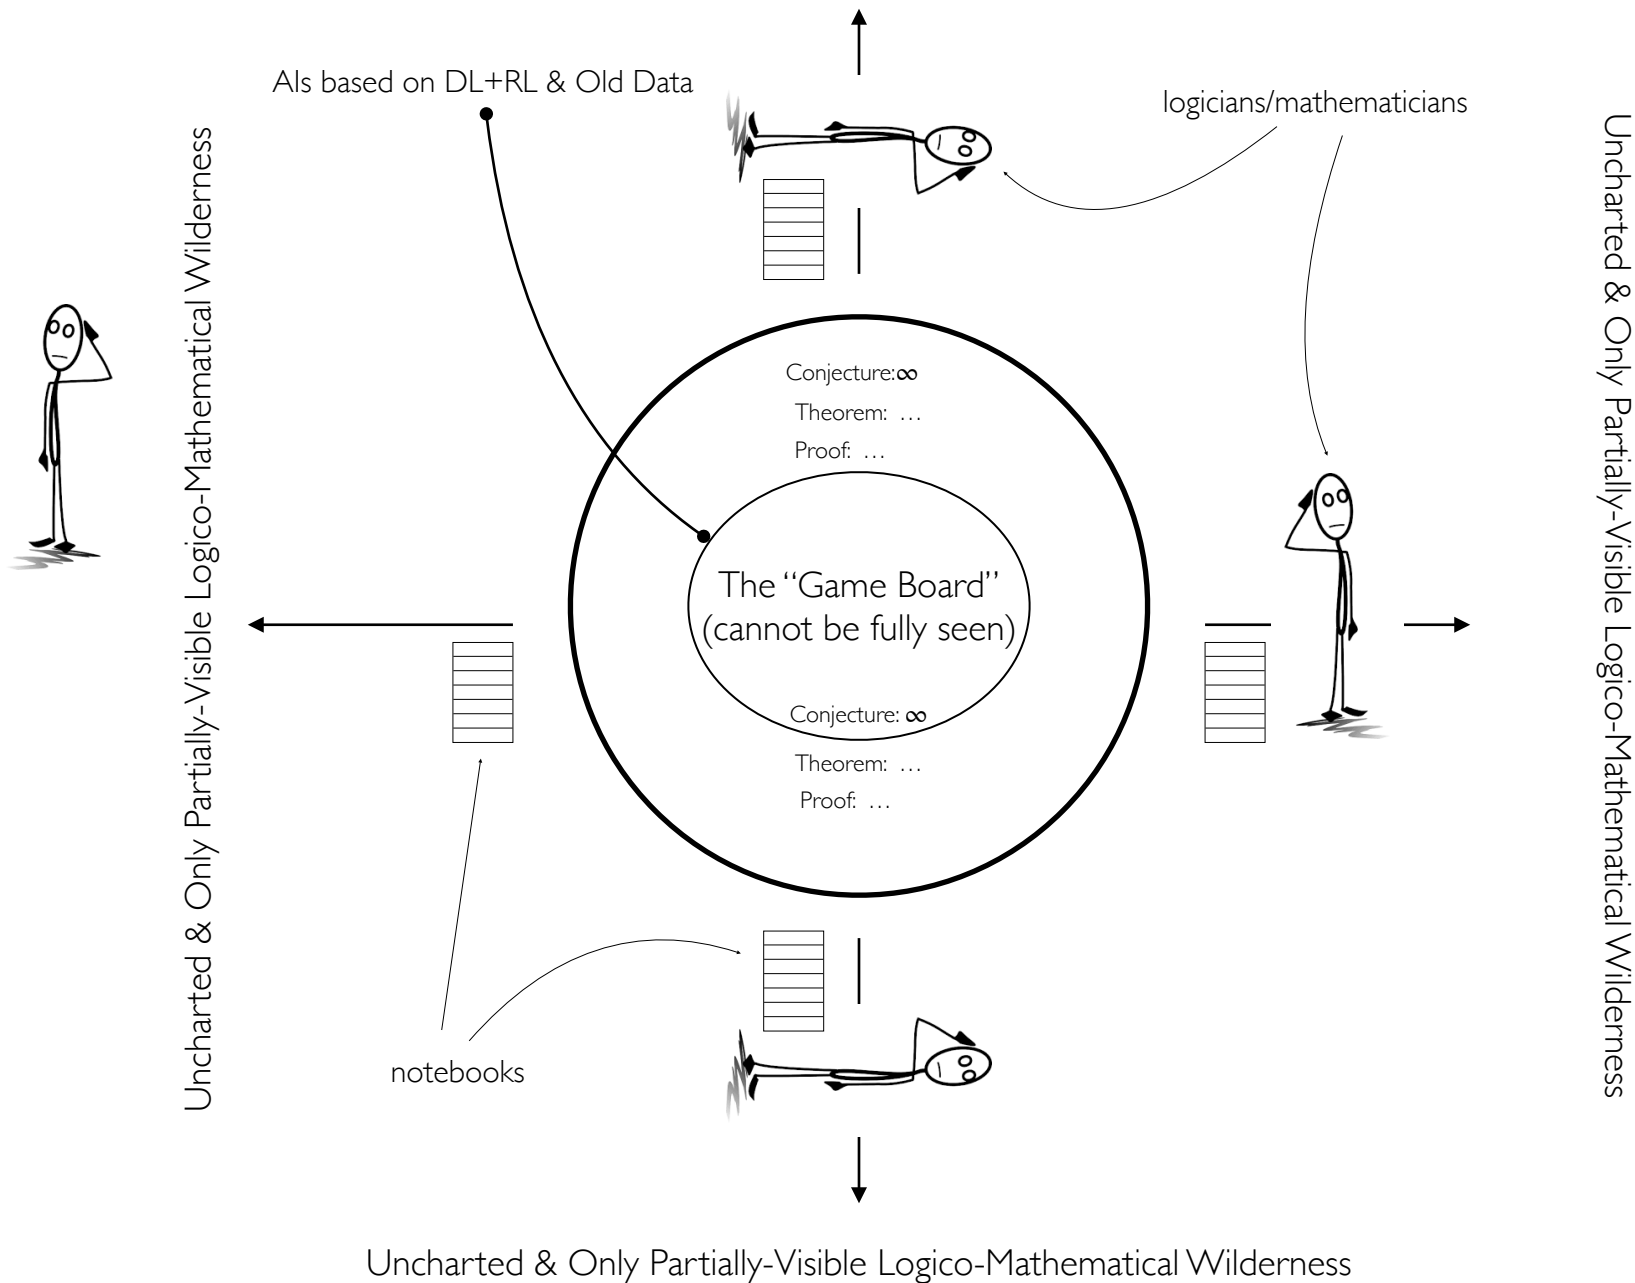 AIs based on DL+RL & Old Data
logicians/mathematicians
Uncharted & Only Partially-Visible Logico-Mathematical Wilderness
Uncharted & Only Partially-Visible Logico-Mathematical Wilderness
Conjecture:∞
Theorem: …
Proof: …
The “Game Board”
(cannot be fully seen)
Conjecture: ∞
Theorem: …
Proof: …
notebooks
Uncharted & Only Partially-Visible Logico-Mathematical Wilderness